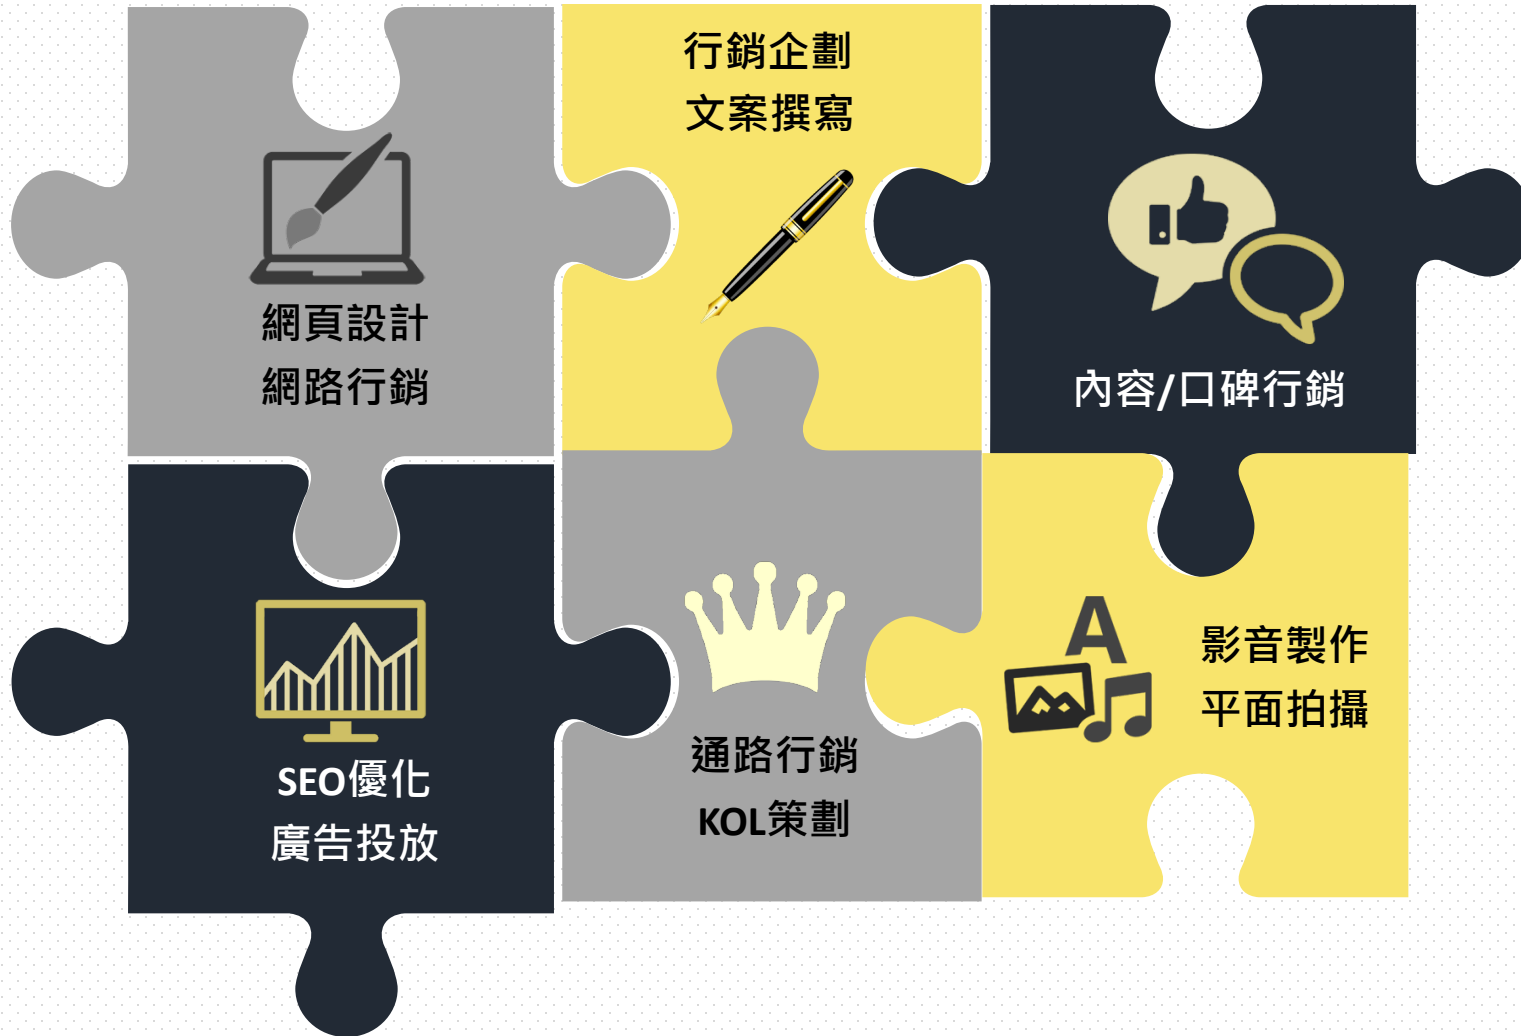 行銷企劃
文案撰寫
網頁設計
網路行銷
內容/口碑行銷
SEO優化
廣告投放
通路行銷
KOL策劃
A
影音製作
平面拍攝